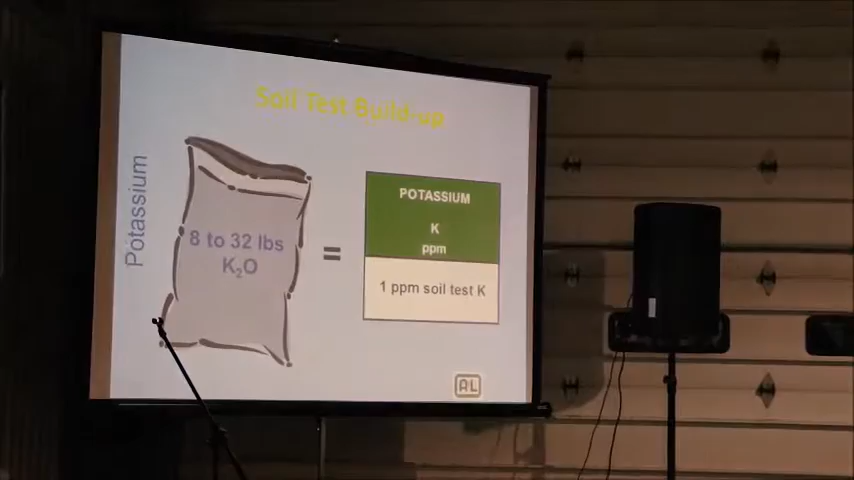 Soil Test Build-up
Potassium
8 to 32 lbs
K₂O
=
POTASSIUM
K
ppm
1 ppm soil test K
AL